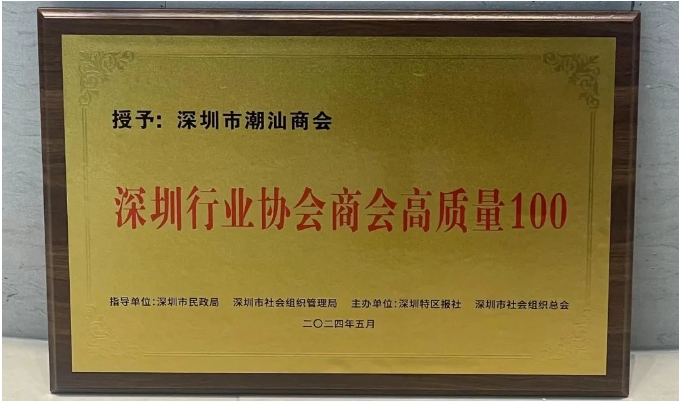 授予：深圳市潮汕商会
深圳行业协会商会高质量100
指导单位：深圳市民政局 深圳市社会组织管理局 主办单位：深圳特区报社 深圳市社会组织总会
二〇二四年五月